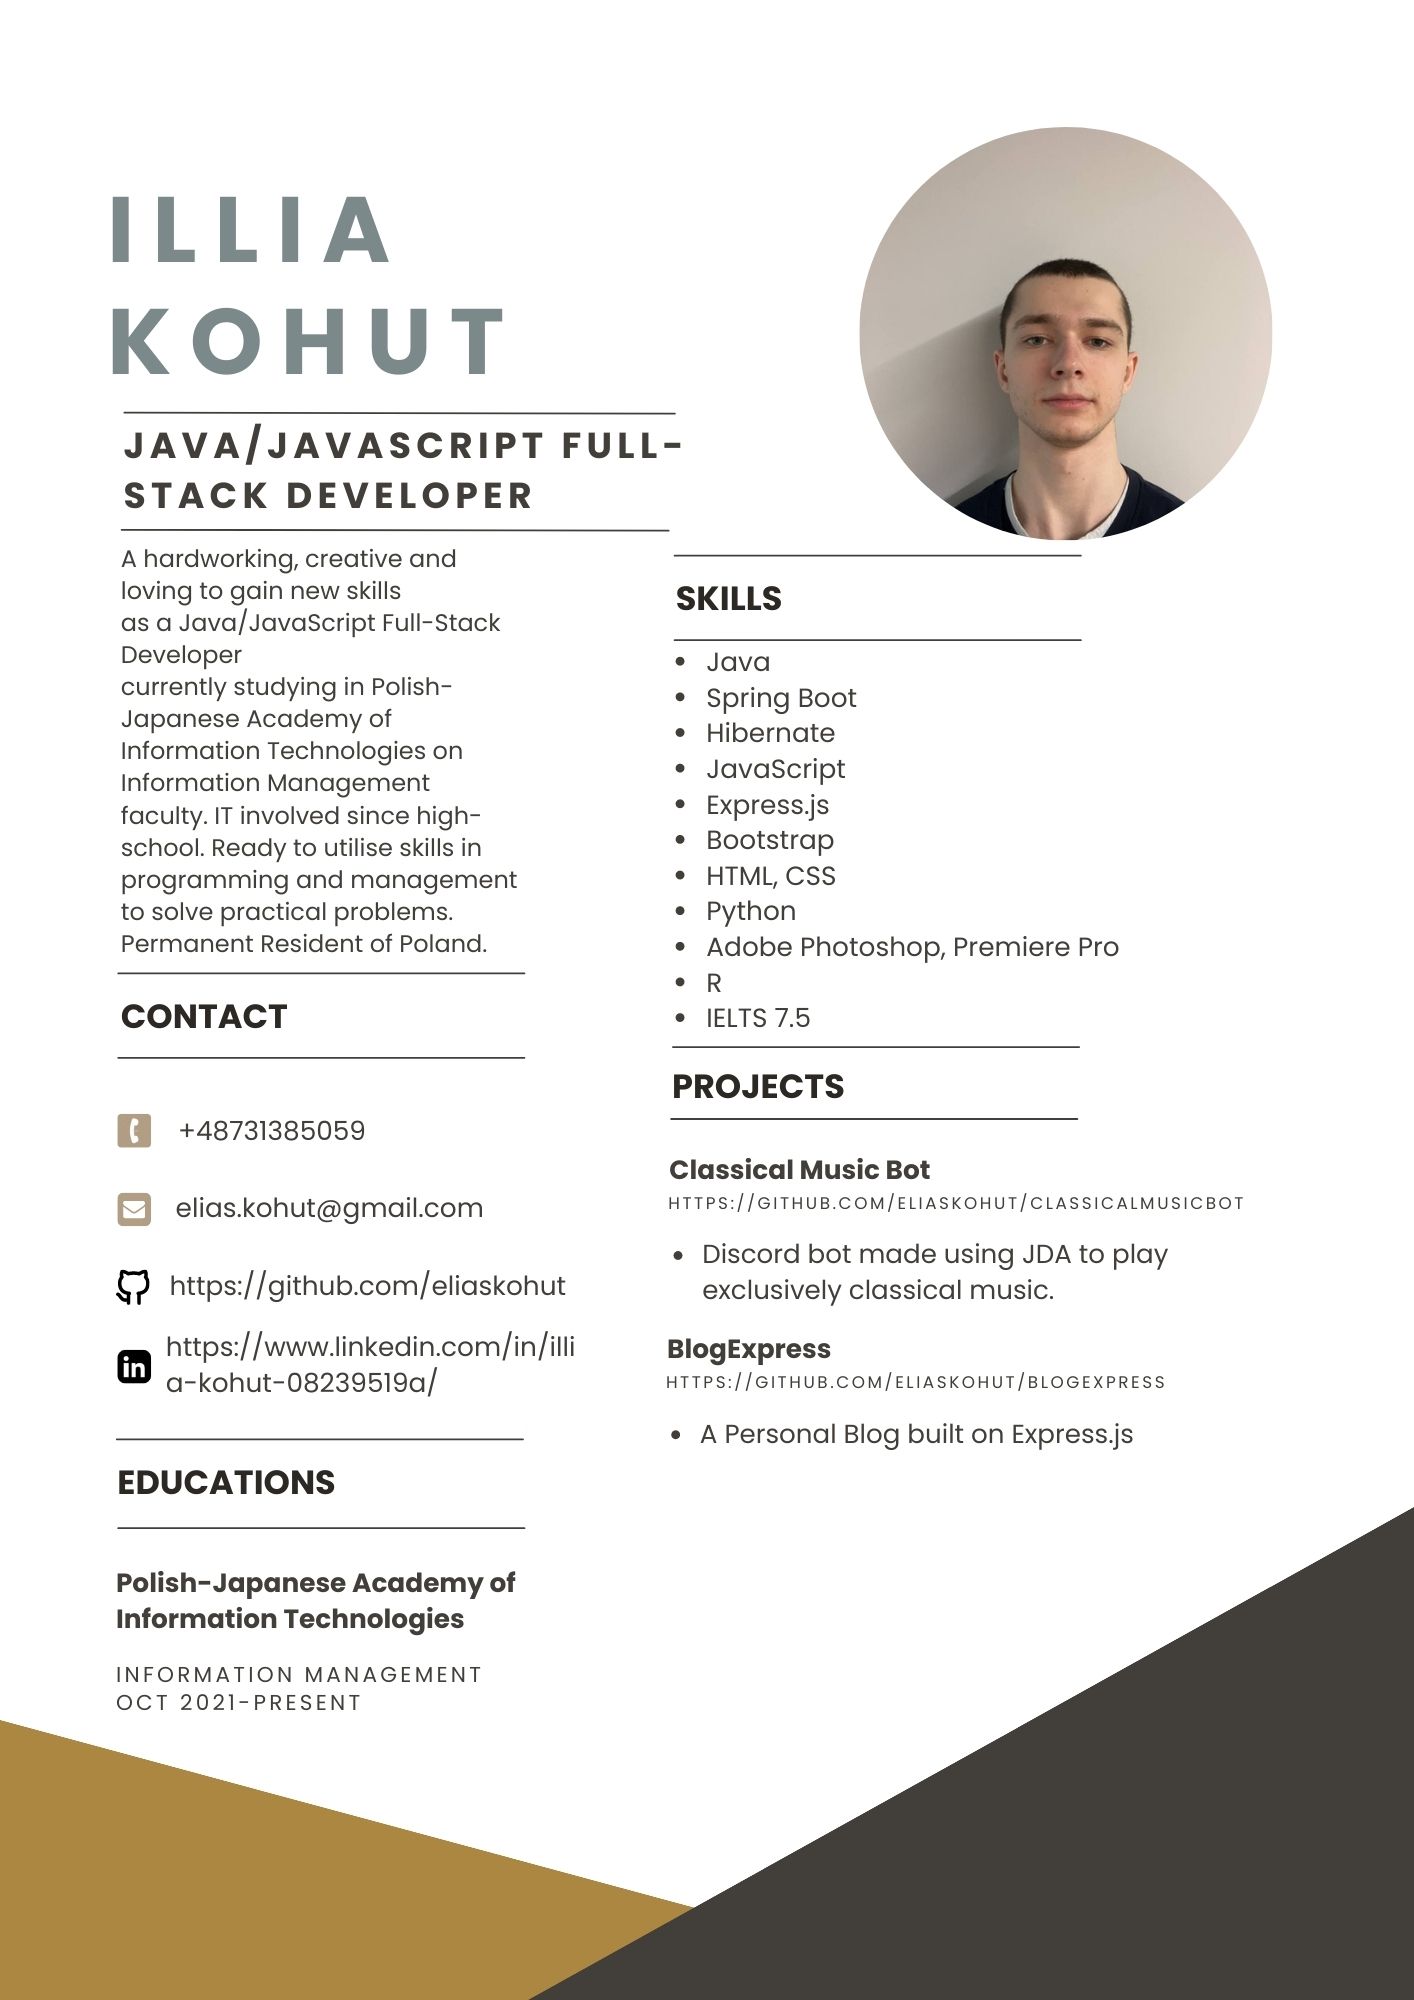 ILLIA
KOHUT
JAVA/JAVASCRIPT FULL-
STACK DEVELOPER
A hardworking, creative and
loving to gain new skills
as a Java/JavaScript Full-Stack
Developer
currently studying in Polish-
Japanese Academy of
Information Technologies on
Information Management
faculty. IT involved since high-
school. Ready to utilise skills in
programming and management
to solve practical problems.
Permanent Resident of Poland.
CONTACT
+48731385059
elias.kohut@gmail.com
https://github.com/eliaskohut
in
https://www.linkedin.com/in/illi
a-kohut-08239519a/
EDUCATIONS
Polish-Japanese Academy of
Information Technologies
INFORMATION MANAGEMENT
OCT 2021-PRESENT
SKILLS
• Java
• Spring Boot
• Hibernate
• JavaScript
• Express.js
• Bootstrap
• HTML, CSS
• Python
• Adobe Photoshop, Premiere Pro
• R
• IELTS 7.5
PROJECTS
Classical Music Bot
HTTPS://GITHUB.COM/ELIASKOHUT/CLASSICALMUSICBOT
• Discord bot made using JDA to play
exclusively classical music.
BlogExpress
HTTPS://GITHUB.COM/ELIASKOHUT/BLOGEXPRESS
• A Personal Blog built on Express.js